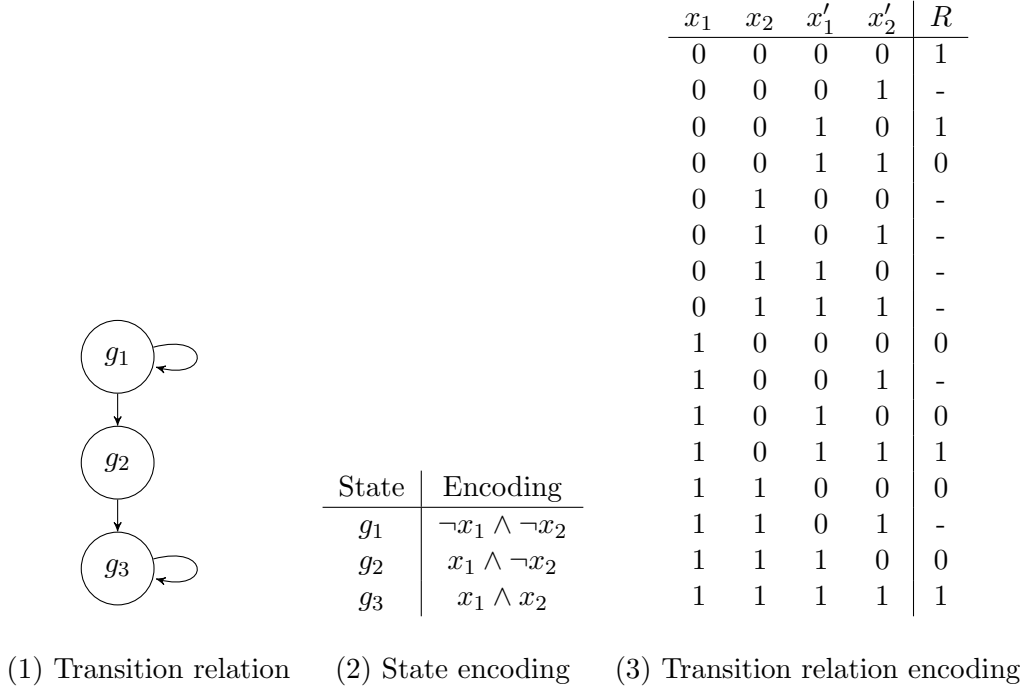 g₁
g₂
g₃
State Encoding
g₁ ¬x₁ ∧ ¬x₂
g₂ x₁ ∧ ¬x₂
g₃ x₁ ∧ x₂
x₁ x₂ x′₁ x′₂ R
0 0 0 0 1
0 0 0 1 -
0 0 1 0 1
0 0 1 1 0
0 1 0 0 -
0 1 0 1 -
0 1 1 0 -
0 1 1 1 -
1 0 0 0 0
1 0 0 1 -
1 0 1 0 0
1 0 1 1 1
1 1 0 0 0
1 1 0 1 -
1 1 1 0 0
1 1 1 1 1
(1) Transition relation (2) State encoding (3) Transition relation encoding